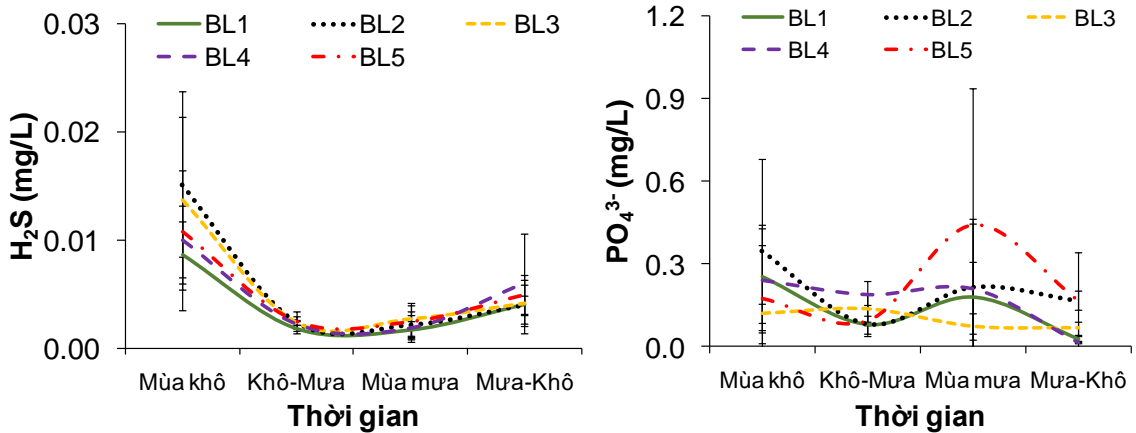 H₂S (mg/L)
0.03
0.02
0.01
0.00
BL1 BL2 BL3
BL4 BL5
Mùa khô Khô-Mưa Mùa mưa Mưa-Khô
Thời gian
PO₄³⁻ (mg/L)
1.2
0.9
0.6
0.3
0.0
BL1 BL2 BL3
BL4 BL5
Mùa khô Khô-Mưa Mùa mưa Mưa-Khô
Thời gian